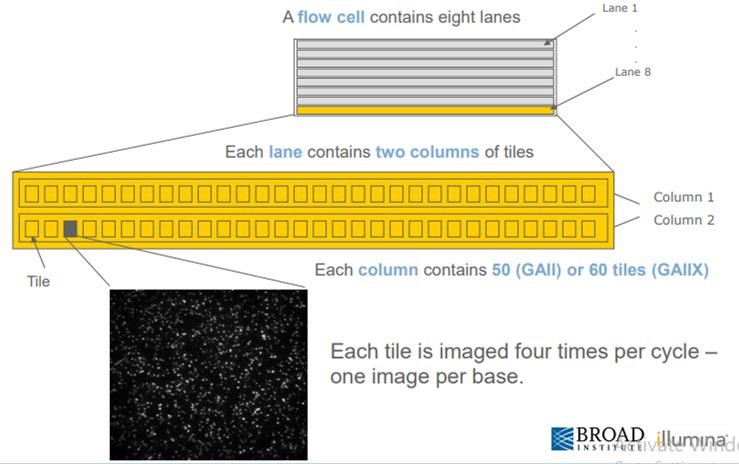 A flow cell contains eight lanes
Lane 1
.
.
.
Lane 8
Each lane contains two columns of tiles
Column 1
Column 2
Tile
Each column contains 50 (GAII) or 60 tiles (GAIIX)
Each tile is imaged four times per cycle –
one image per base.
BROAD
INSTITUTE
illumina